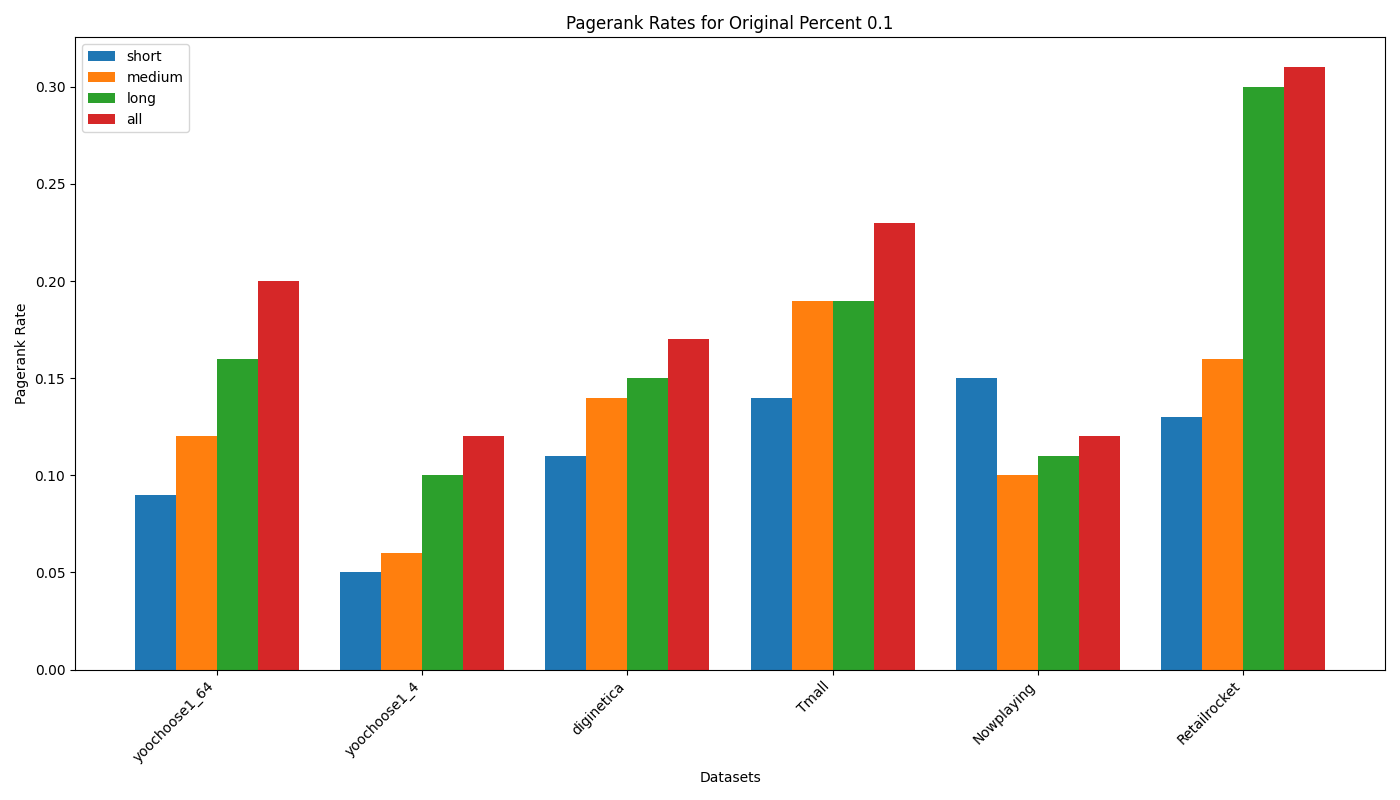 Pagerank Rates for Original Percent 0.1
short
medium
long
all
Pagerank Rate
0.30
0.25
0.20
0.15
0.10
0.05
0.00
yoochoose1_64
yoochoose1_4
diginetica
Tmall
Nowplaying
Retailrocket
Datasets